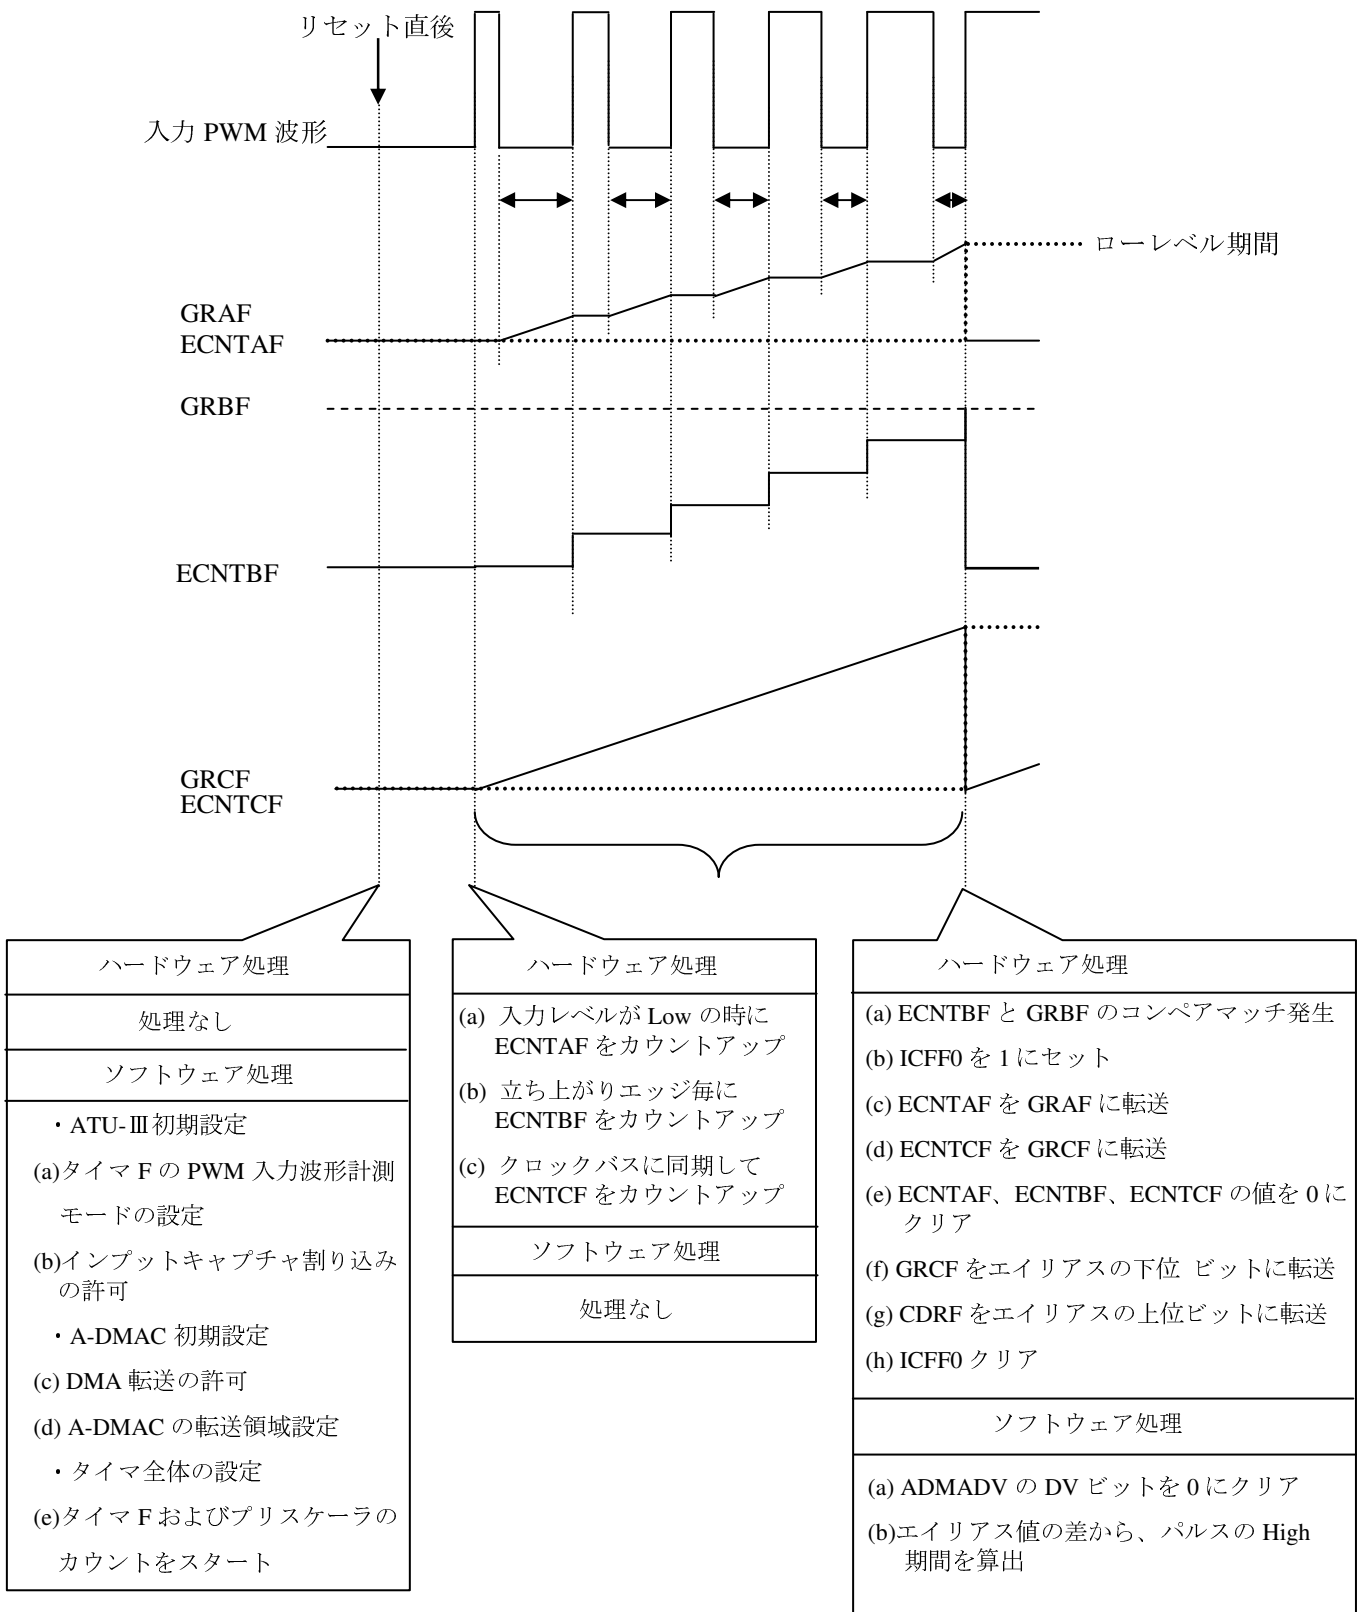 リセット直後
入力 PWM 波形
ローレベル期間
GRAF
ECNTAF
GRBF
ECNTBF
GRCF
ECNTCF
ハードウェア処理
処理なし
ソフトウェア処理
・ATU-Ⅲ初期設定
(a)タイマ F の PWM 入力波形計測
モードの設定
(b)インプットキャプチャ割り込み
の許可
・A-DMAC 初期設定
(c) DMA 転送の許可
(d) A-DMAC の転送領域設定
・タイマ全体の設定
(e)タイマ F およびプリスケーラの
カウントをスタート
ハードウェア処理
(a) 入力レベルが Low の時に
ECNTAF をカウントアップ
(b) 立ち上がりエッジ毎に
ECNTBF をカウントアップ
(c) クロックバスに同期して
ECNTCF をカウントアップ
ソフトウェア処理
処理なし
ハードウェア処理
(a) ECNTBF と GRBF のコンペアマッチ発生
(b) ICFF0 を 1 にセット
(c) ECNTAF を GRAF に転送
(d) ECNTCF を GRCF に転送
(e) ECNTAF、ECNTBF、ECNTCF の値を 0 に
クリア
(f) GRCF をエイリアスの下位 ビットに転送
(g) CDRF をエイリアスの上位ビットに転送
(h) ICFF0 クリア
ソフトウェア処理
(a) ADMADV の DV ビットを 0 にクリア
(b)エイリアス値の差から、パルスの High
期間を算出